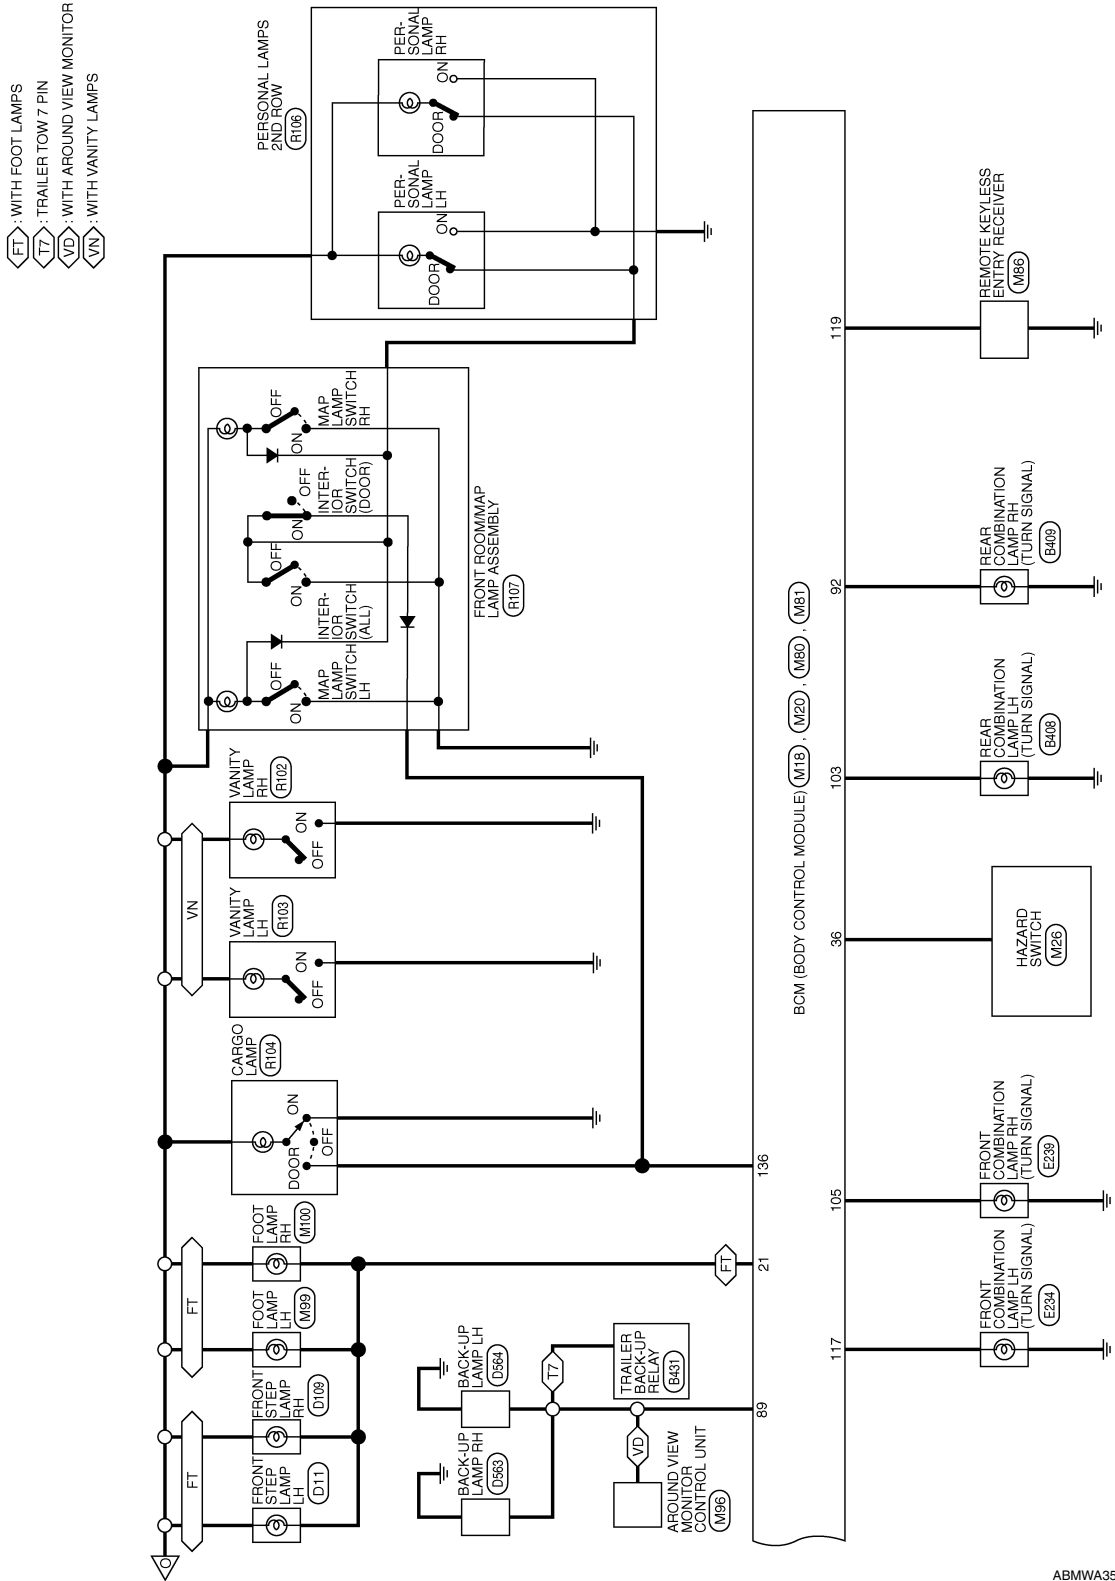 FT : WITH FOOT LAMPS
T7 : TRAILER TOW 7 PIN
VD : WITH AROUND VIEW MONITOR
VN : WITH VANITY LAMPS
O
FT
FRONT
STEP
LAMP
LH
D11
FRONT
STEP
LAMP
RH
D109
FT
FOOT
LAMP
LH
M99
FOOT
LAMP
RH
M100
CARGO
LAMP
R104
DOOR
ON
OFF
VN
VANITY
LAMP
LH
R103
ON
OFF
VANITY
LAMP
RH
R102
ON
OFF
OFF
ON
MAP
LAMP
SWITCH
LH
OFF
ON
INTER-
IOR
SWITCH
(ALL)
OFF
ON
INTER-
IOR
SWITCH
(DOOR)
OFF
ON
MAP
LAMP
SWITCH
RH
FRONT ROOM/MAP
LAMP ASSEMBLY
R107
PERSONAL LAMPS
2ND ROW
R106
DOOR
ON
PER-
SONAL
LAMP
LH
DOOR
ON
PER-
SONAL
LAMP
RH
BACK-UP
LAMP RH
D563
BACK-UP
LAMP LH
D564
T7
TRAILER
BACK-UP
RELAY
B431
VD
AROUND VIEW
MONITOR
CONTROL UNIT
M96
FT
89
21
136
BCM (BODY CONTROL MODULE) M18 , M20 , M80 , M81
117
105
36
103
92
119
FRONT
COMBINATION
LAMP LH
(TURN SIGNAL)
E234
FRONT
COMBINATION
LAMP RH
(TURN SIGNAL)
E239
HAZARD
SWITCH
M26
REAR
COMBINATION
LAMP LH
(TURN SIGNAL)
B408
REAR
COMBINATION
LAMP RH
(TURN SIGNAL)
B409
REMOTE KEYLESS
ENTRY RECEIVER
M86